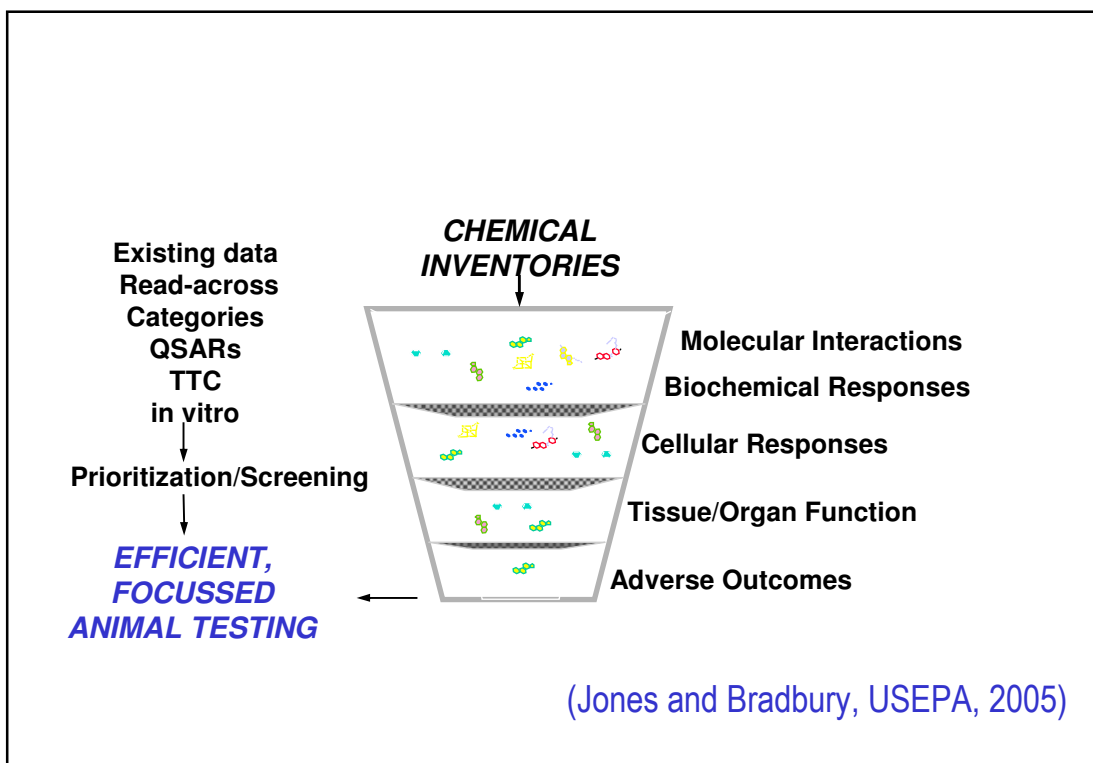 Existing data
Read-across
Categories
QSARs
TTC
in vitro
Prioritization/Screening
EFFICIENT,
FOCUSSED
ANIMAL TESTING
CHEMICAL
INVENTORIES
Molecular Interactions
Biochemical Responses
Cellular Responses
Tissue/Organ Function
Adverse Outcomes
(Jones and Bradbury, USEPA, 2005)